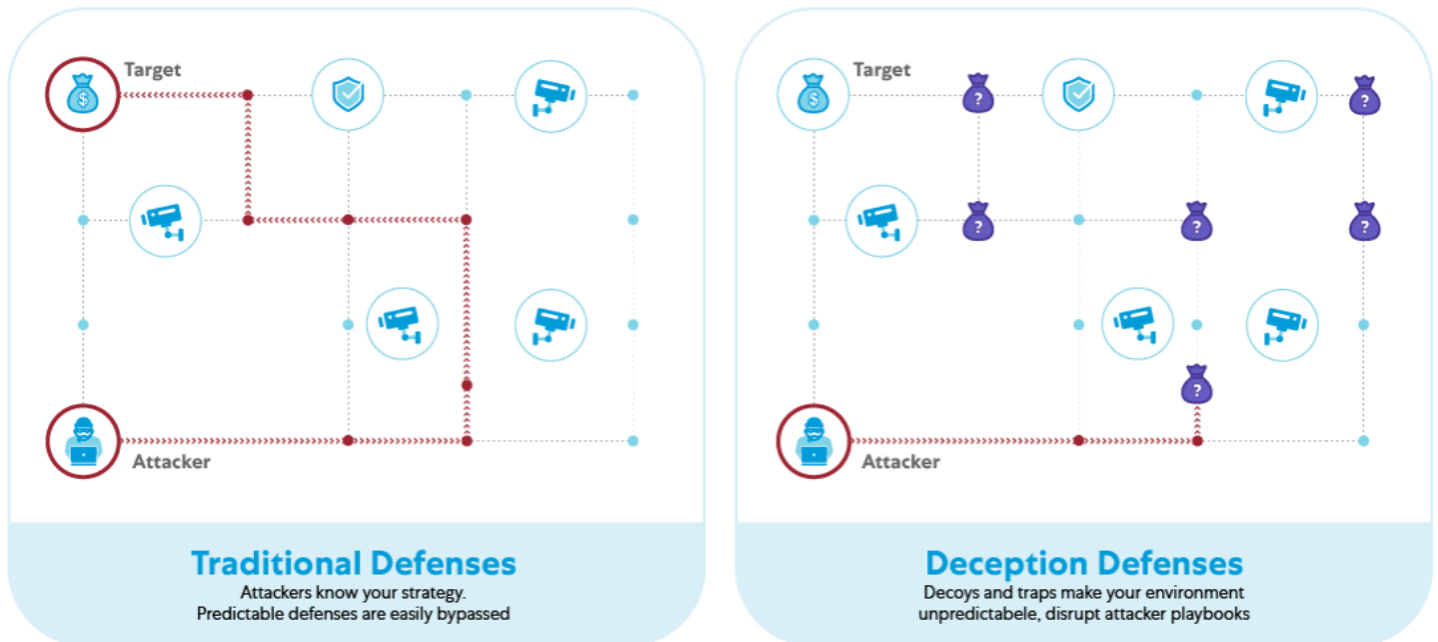 Target
$
Attacker
Traditional Defenses
Attackers know your strategy.
Predictable defenses are easily bypassed
Target
$
?
?
?
?
?
?
Attacker
Deception Defenses
Decoys and traps make your environment
unpredictabele, disrupt attacker playbooks